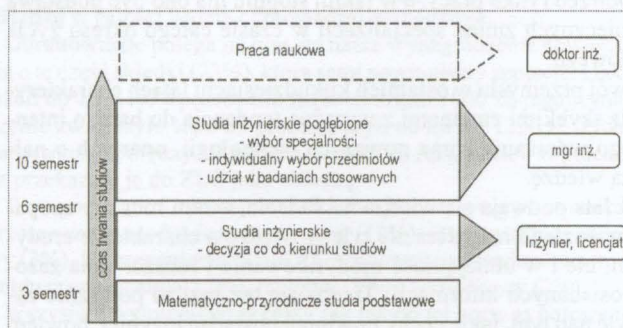 Praca naukowa
doktor inż.
Studia inżynierskie pogłębione
- wybór specjalności
- indywidualny wybór przedmiotów
- udział w badaniach stosowanych
mgr inż.
10 semestr
6 semestr
czas trwania studiów
Studia inżynierskie
- decyzja co do kierunku studiów
Inżynier, licencjat
3 semestr
Matematyczno-przyrodnicze studia podstawowe